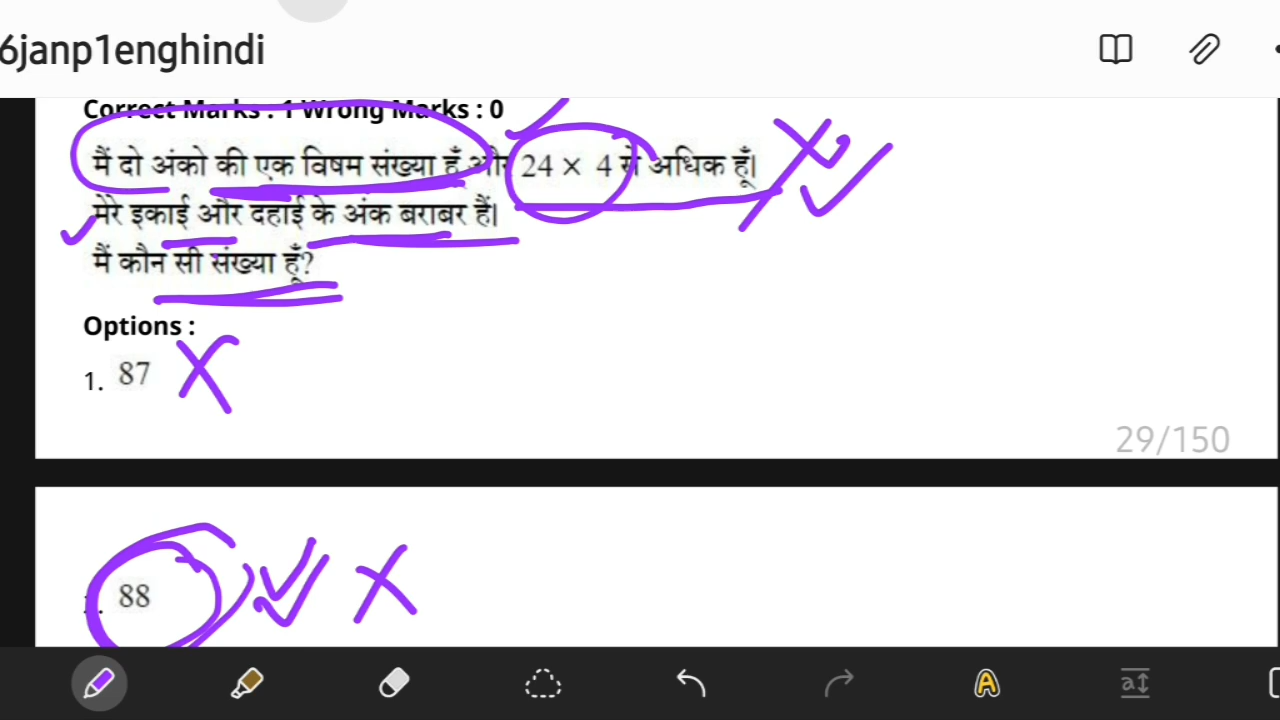 6janp1enghindi
Correct Marks : 1 Wrong Marks : 0
मैं दो अंको की एक विषम संख्या हूँ और 24 × 4 से अधिक हूँ।
मेरे इकाई और दहाई के अंक बराबर हैं।
मैं कौन सी संख्या हूँ?
Options :
1. 87
29/150
2. 88
A
a